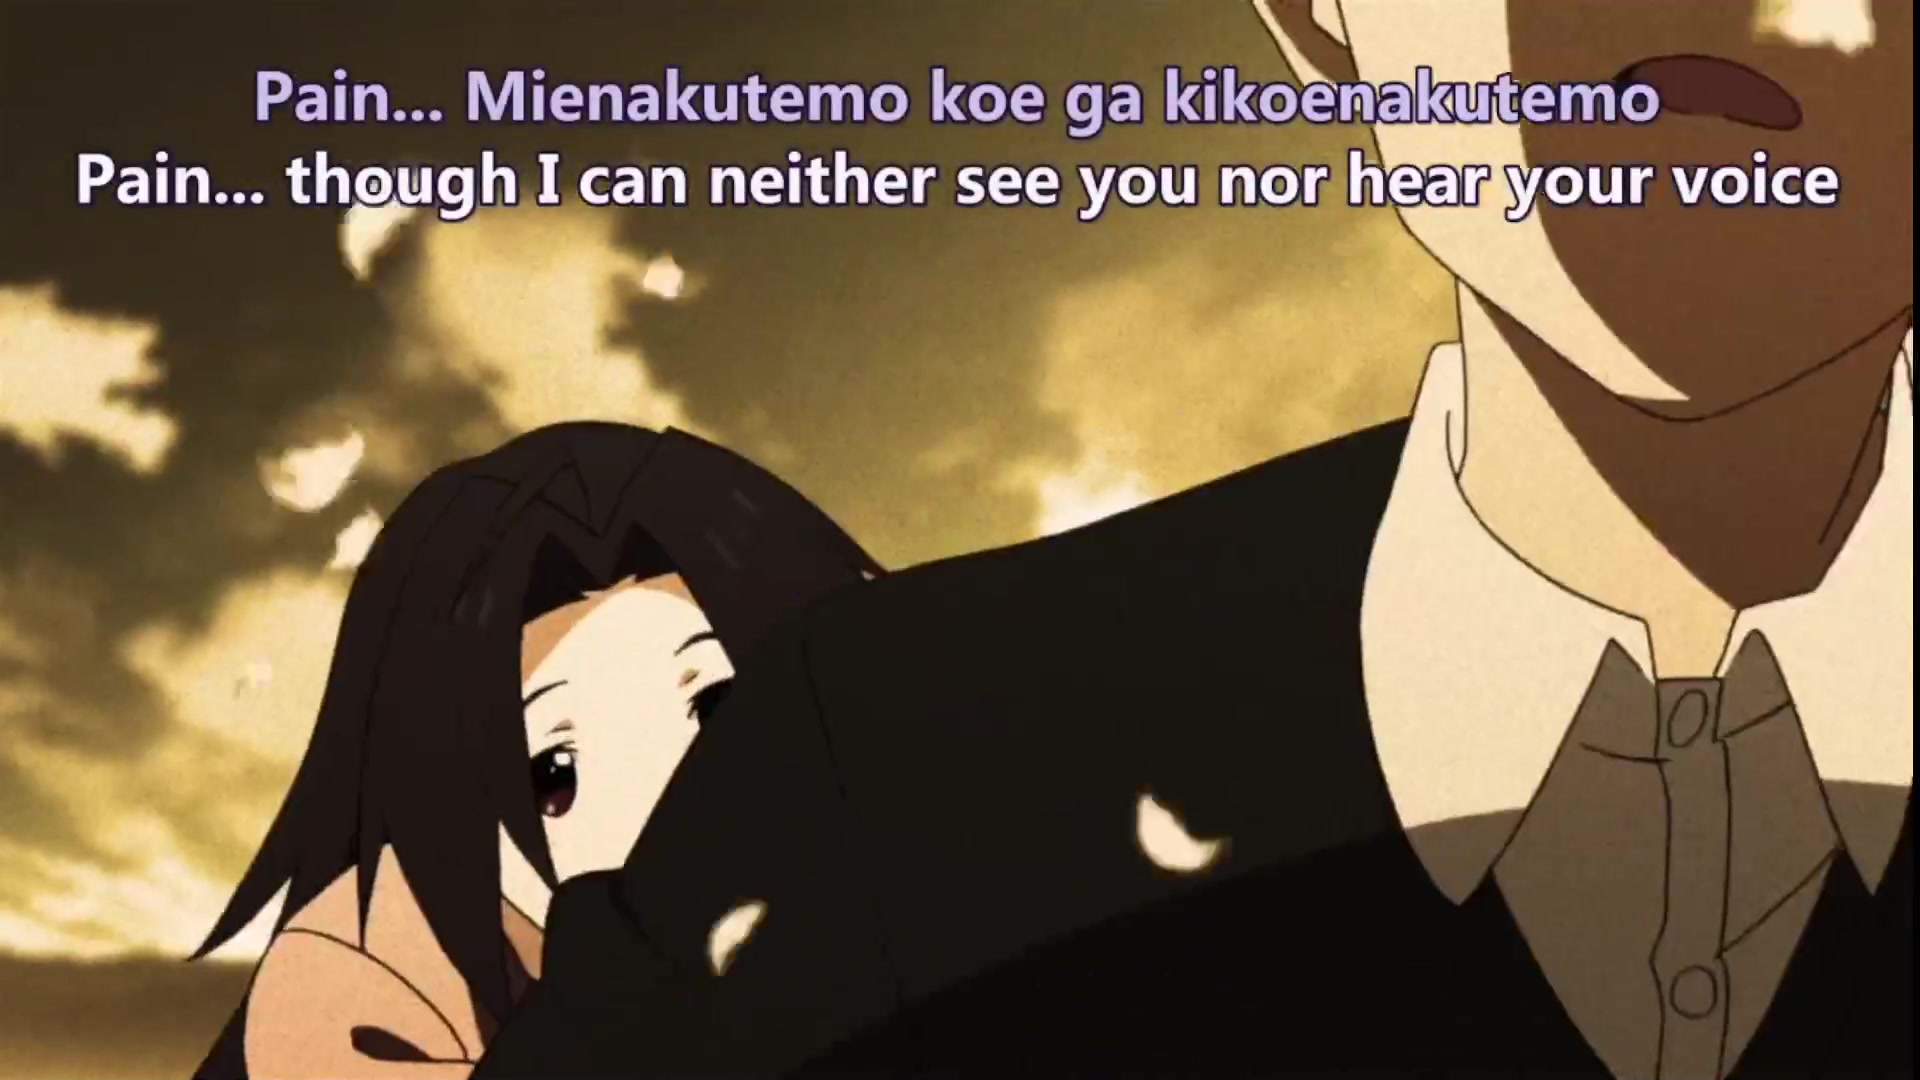 Pain... Mienakutemo koe ga kikoenakutemo
Pain... though I can neither see you nor hear your voice